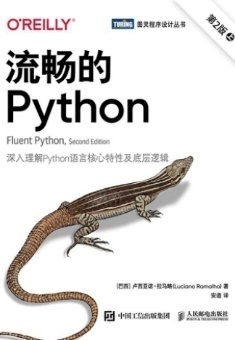 O'REILLY®
TURING 图灵程序设计丛书
第2版 上
流畅的
Python
Fluent Python, Second Edition
深入理解Python语言核心特性及底层逻辑
[巴西] 卢西亚诺·拉马略(Luciano Ramalho) 著
安道 译
中国工信出版集团
人民邮电出版社